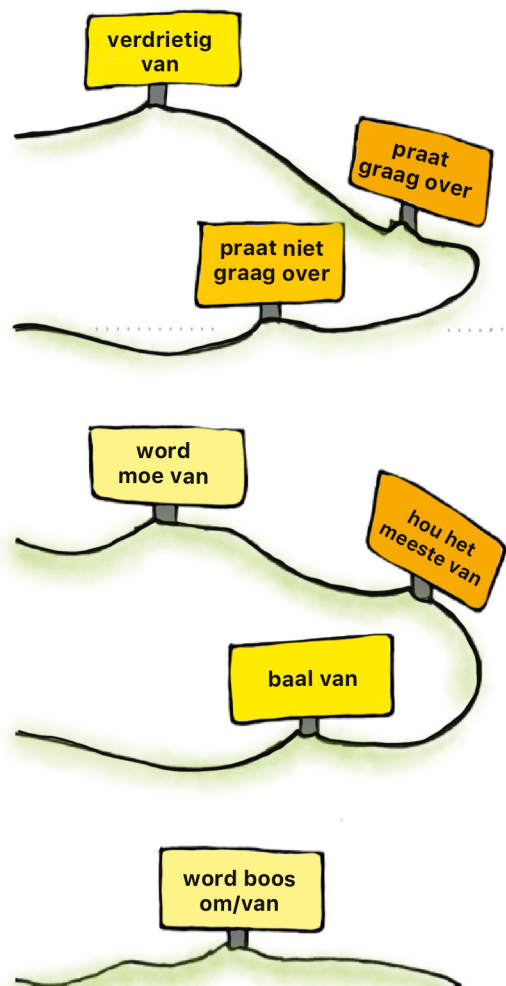 verdrietig
van
praat
graag over
praat niet
graag over
word
moe van
hou het
meeste van
baal van
word boos
om/van